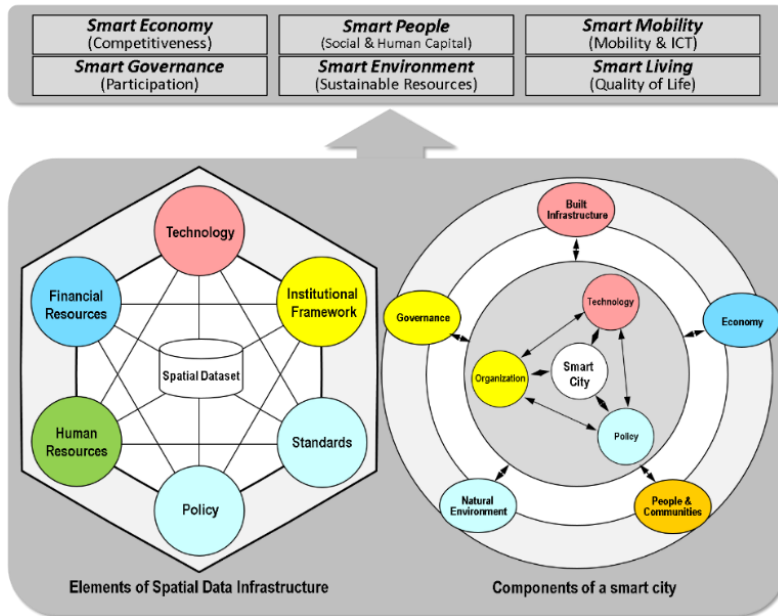 Smart Economy
(Competitiveness)
Smart People
(Social & Human Capital)
Smart Mobility
(Mobility & ICT)
Smart Governance
(Participation)
Smart Environment
(Sustainable Resources)
Smart Living
(Quality of Life)
Technology
Financial
Resources
Institutional
Framework
Spatial Dataset
Human
Resources
Standards
Policy
Elements of Spatial Data Infrastructure
Built
Infrastructure
Technology
Governance
Economy
Organization
Smart
City
Policy
Natural
Environment
People &
Communities
Components of a smart city